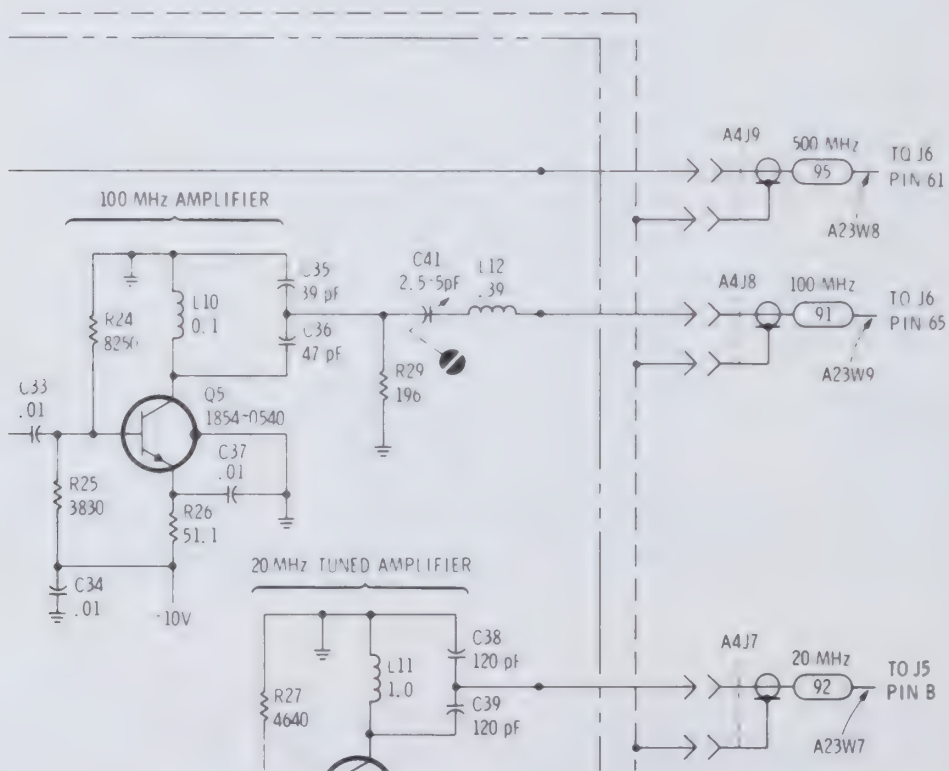 A4J9
500 MHz
95
TO J6
PIN 61
A23W8
100 MHz AMPLIFIER
C35
39 pF
L10
0.1
C36
47 pF
R24
8250
C41
2.5-5pF
L12
.39
A4J8
100 MHz
91
TO J6
PIN 65
A23W9
R29
196
C33
.01
Q5
1854-0540
C37
.01
R25
3830
R26
51.1
C34
.01
-10V
20 MHz TUNED AMPLIFIER
C38
120 pF
L11
1.0
C39
120 pF
R27
4640
A4J7
20 MHz
92
TO J5
PIN B
A23W7